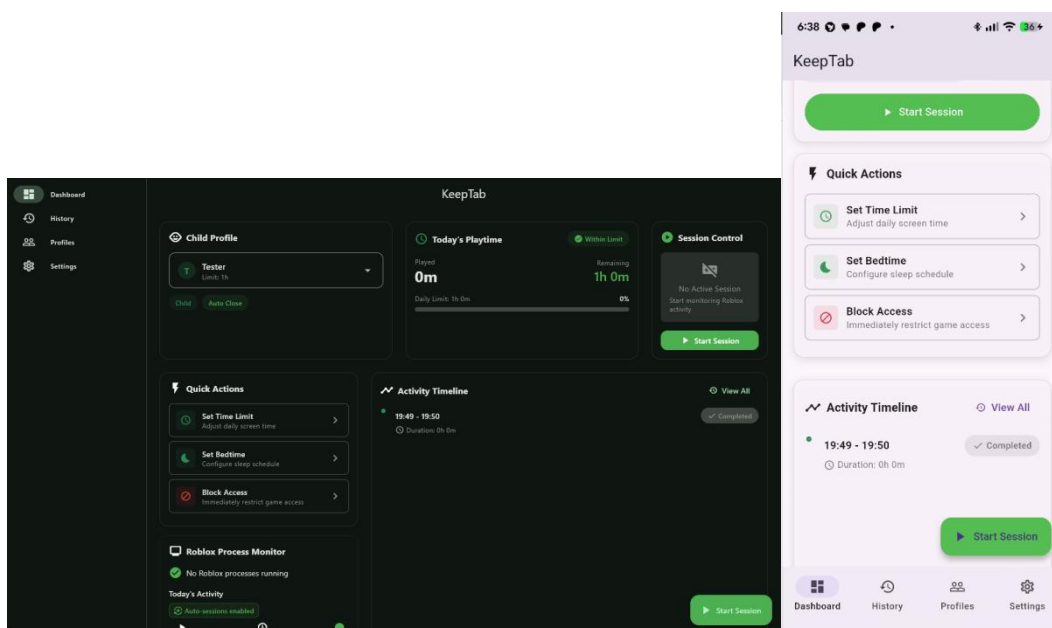 KeepTab
Dashboard
History
Profiles
Settings
Child Profile
T
Tester
Limit: 1h
Child
Auto Close
Today's Playtime
Within Limit
Played
Remaining
0m
1h 0m
Daily Limit: 1h 0m
0%
Session Control
No Active Session
Start monitoring Roblox
activity
Start Session
Quick Actions
Set Time Limit
Adjust daily screen time
Set Bedtime
Configure sleep schedule
Block Access
Immediately restrict game access
Activity Timeline
View All
19:49 - 19:50
Completed
Duration: 0h 0m
Roblox Process Monitor
No Roblox processes running
Today's Activity
Auto-sessions enabled
Start Session
6:38
36
KeepTab
Start Session
Quick Actions
Set Time Limit
Adjust daily screen time
Set Bedtime
Configure sleep schedule
Block Access
Immediately restrict game access
Activity Timeline
View All
19:49 - 19:50
Completed
Duration: 0h 0m
Start Session
Dashboard
History
Profiles
Settings